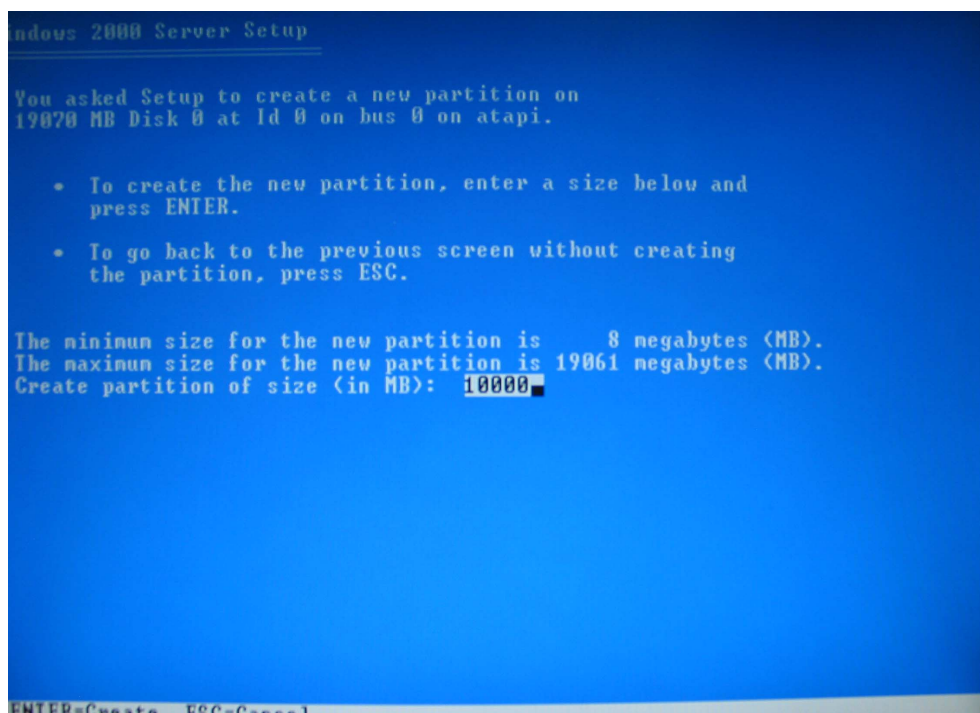 indows 2000 Server Setup
You asked Setup to create a new partition on
19070 MB Disk 0 at Id 0 on bus 0 on atapi.
• To create the new partition, enter a size below and
press ENTER.
• To go back to the previous screen without creating
the partition, press ESC.
The minimum size for the new partition is 8 megabytes (MB).
The maximum size for the new partition is 19061 megabytes (MB).
Create partition of size (in MB): 10000
ENTER=Create ESC=Cancel